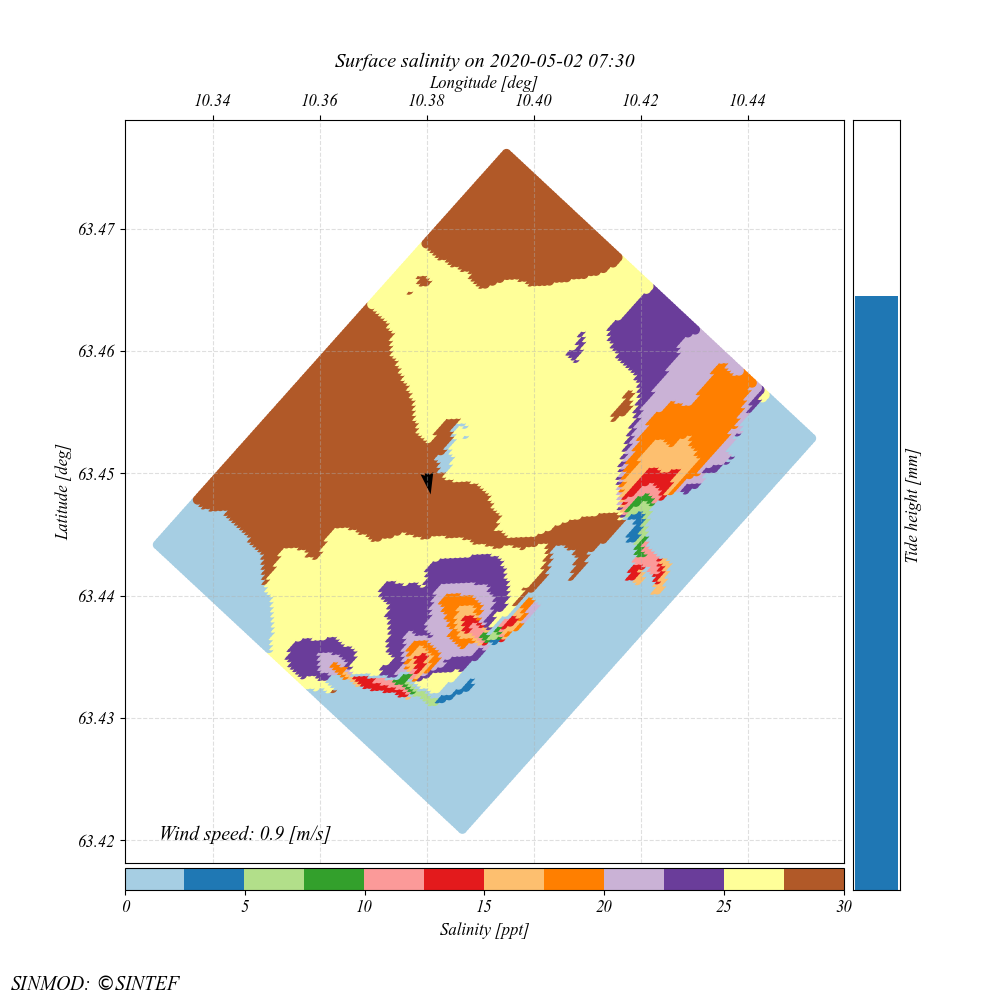 Surface salinity on 2020-05-02 07:30
Longitude [deg]
10.34 10.36 10.38 10.40 10.42 10.44
63.47
63.46
63.45
63.44
63.43
63.42
Latitude [deg]
Tide height [mm]
Wind speed: 0.9 [m/s]
0 5 10 15 20 25 30
Salinity [ppt]
SINMOD: ©SINTEF